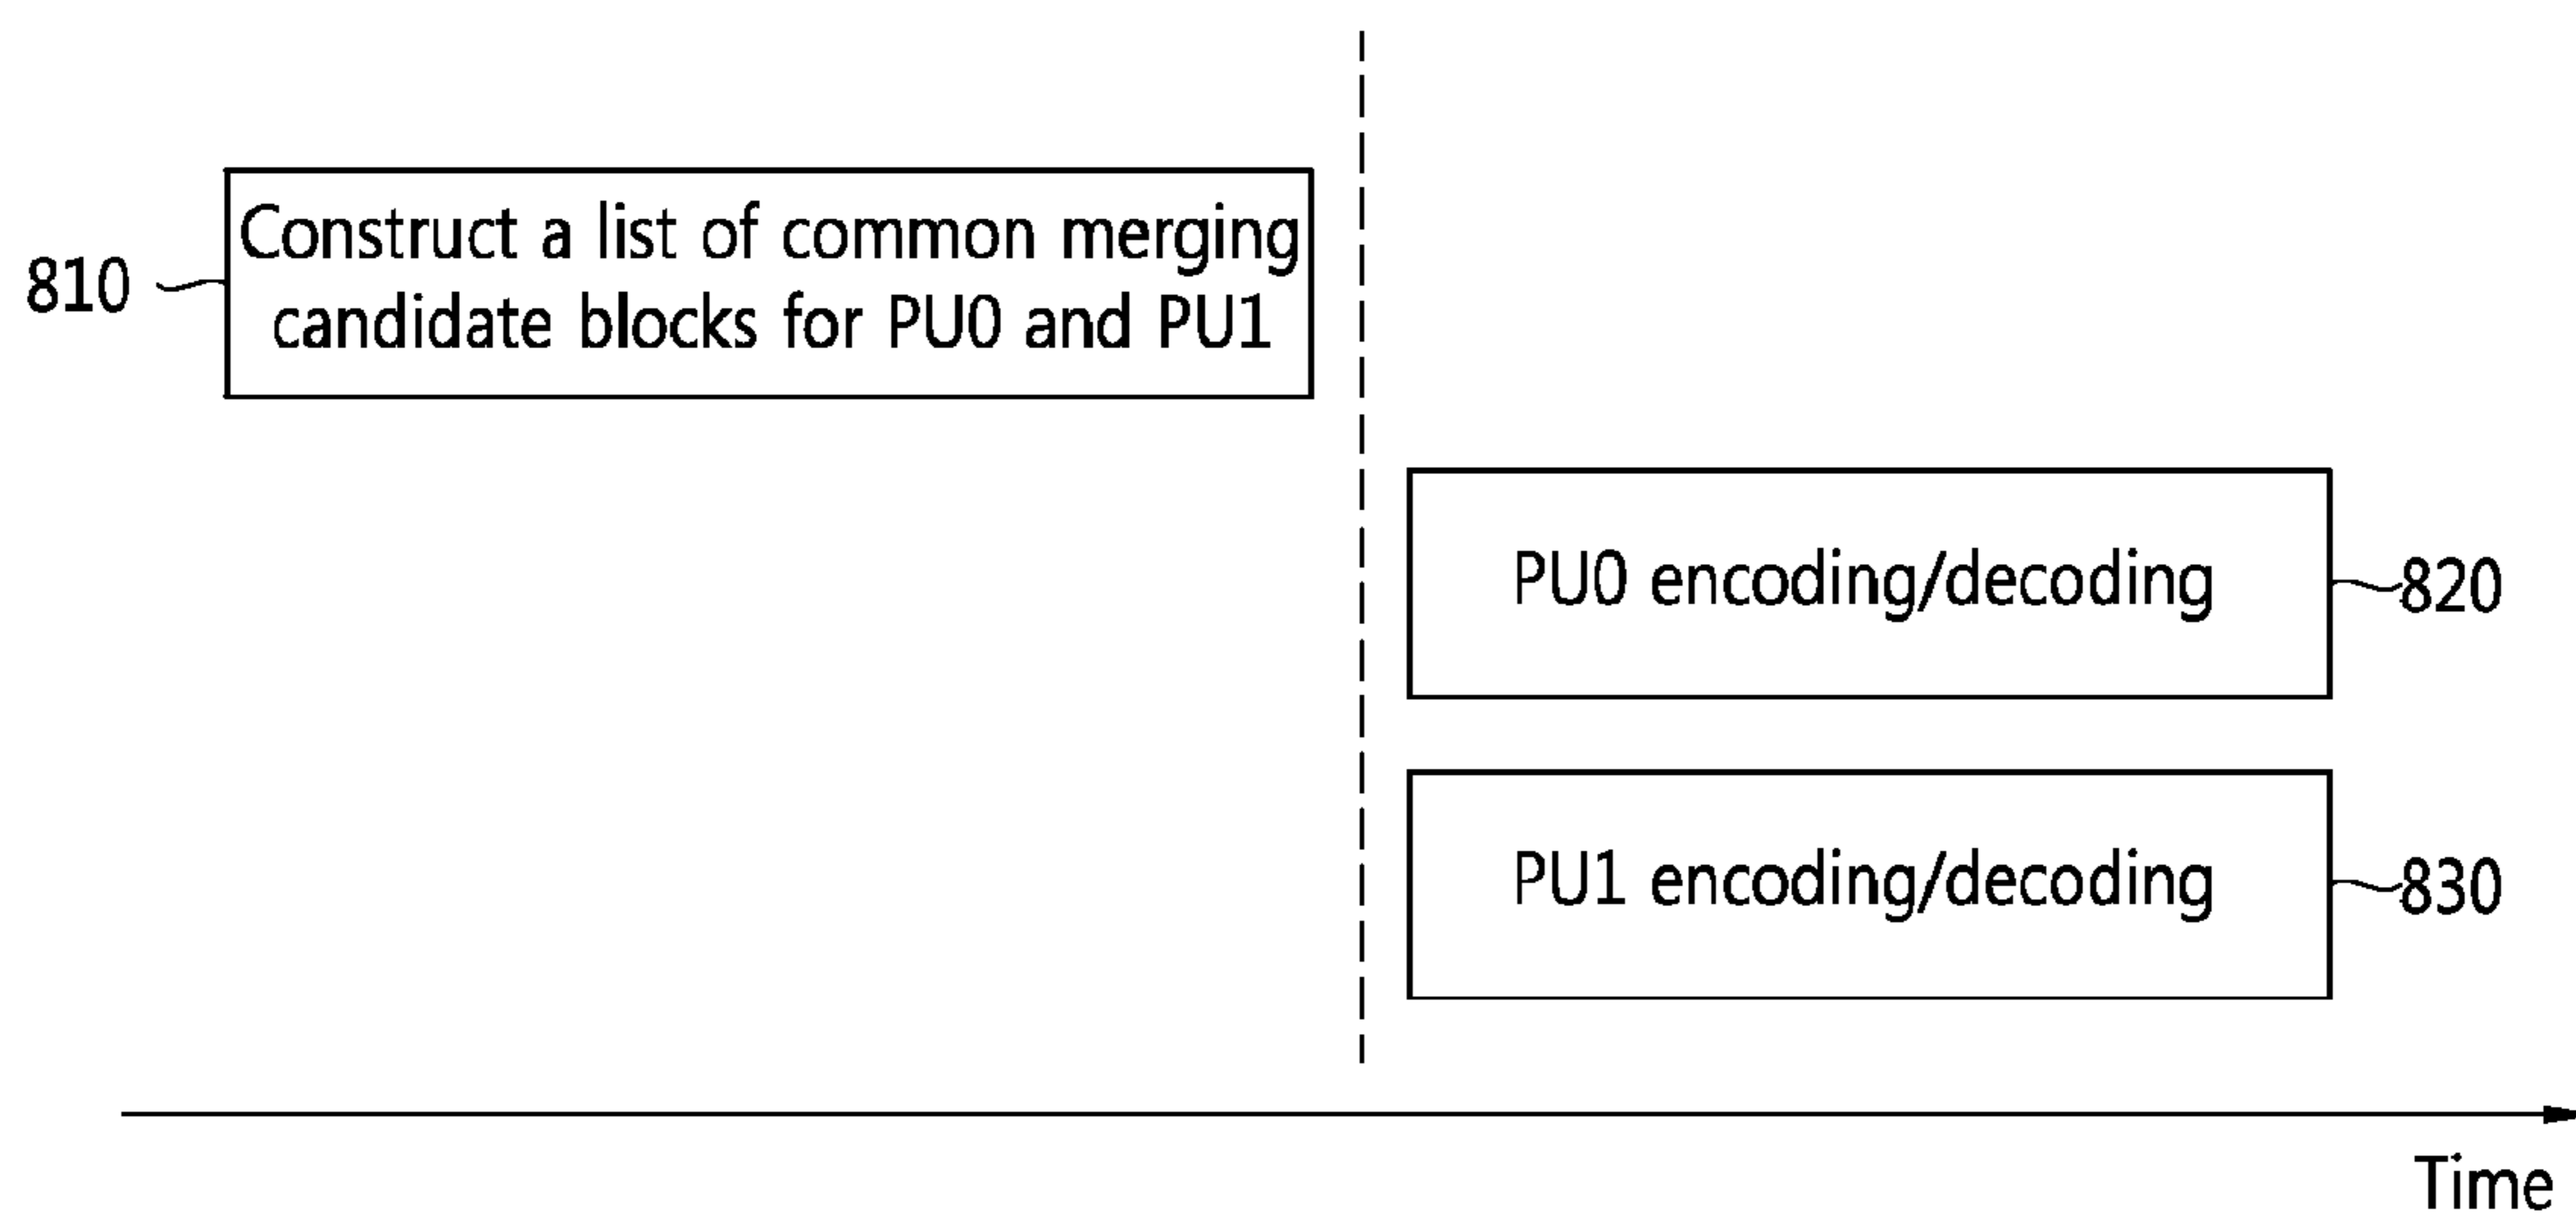 810
Construct a list of common merging
candidate blocks for PU0 and PU1
PU0 encoding/decoding
820
PU1 encoding/decoding
830
Time